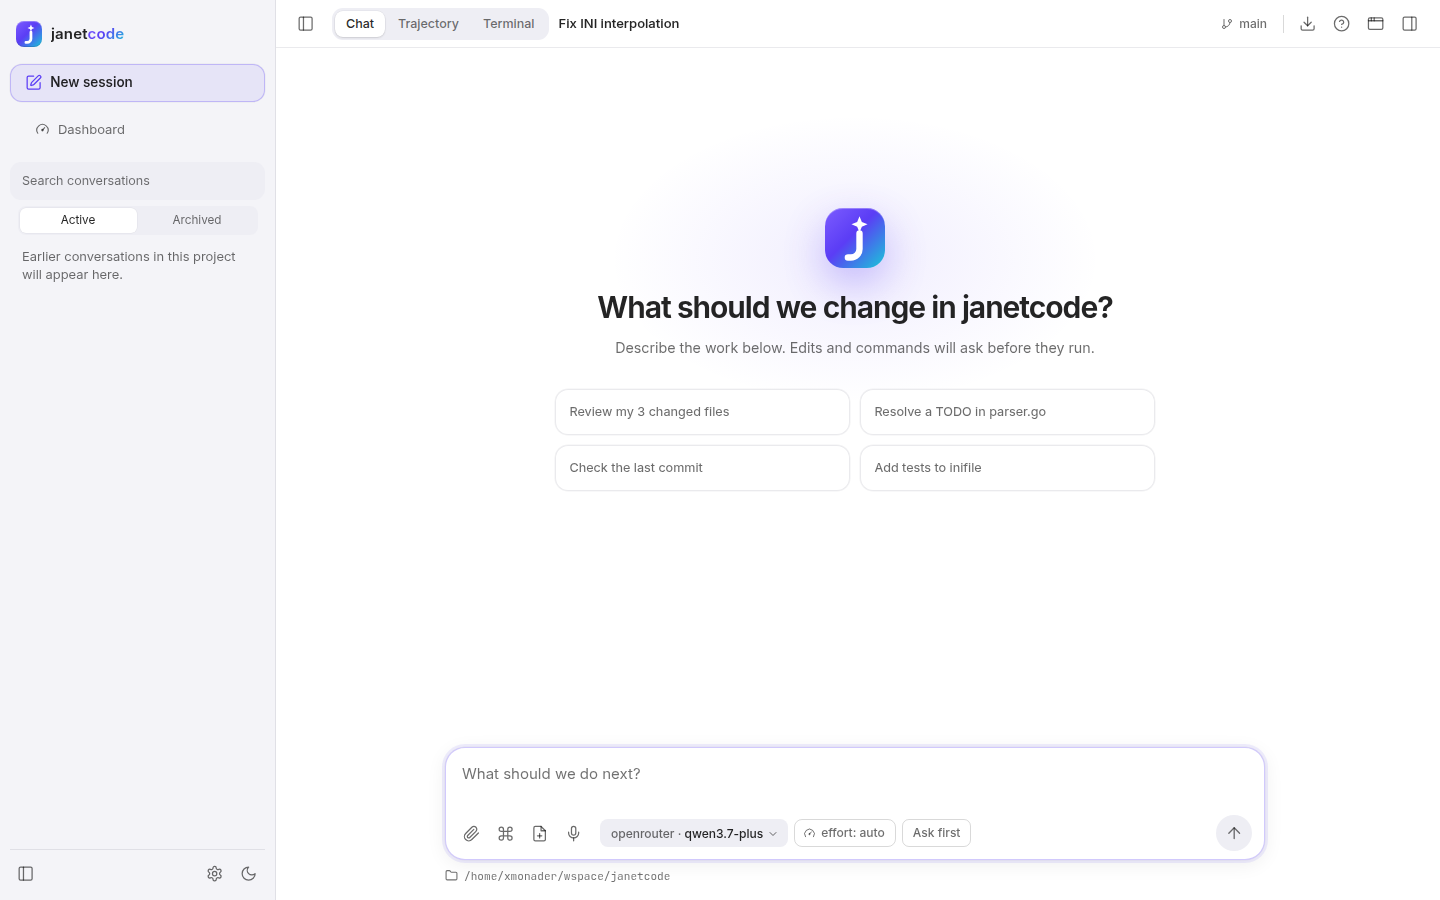 janetcode
New session
Dashboard
Search conversations
Active
Archived
Earlier conversations in this project
will appear here.
Chat
Trajectory
Terminal
Fix INI interpolation
main
What should we change in janetcode?
Describe the work below. Edits and commands will ask before they run.
Review my 3 changed files
Resolve a TODO in parser.go
Check the last commit
Add tests to inifile
What should we do next?
openrouter · qwen3.7-plus
effort: auto
Ask first
/home/xmonader/wspace/janetcode